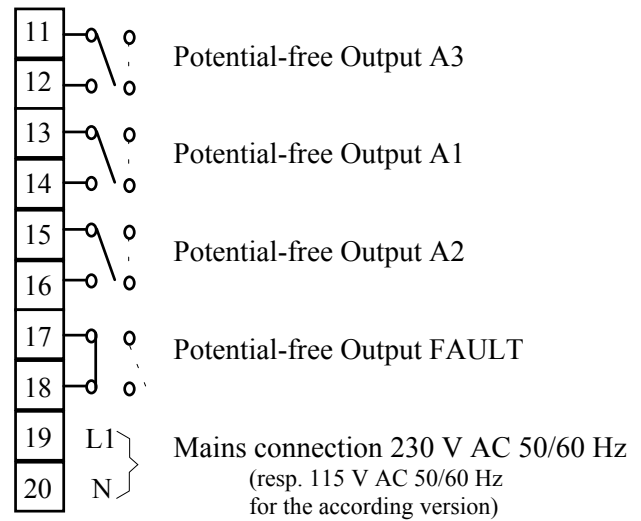 11
12
Potential-free Output A3
13
14
Potential-free Output A1
15
16
Potential-free Output A2
17
18
Potential-free Output FAULT
19 L1
20 N
Mains connection 230 V AC 50/60 Hz
(resp. 115 V AC 50/60 Hz
for the according version)